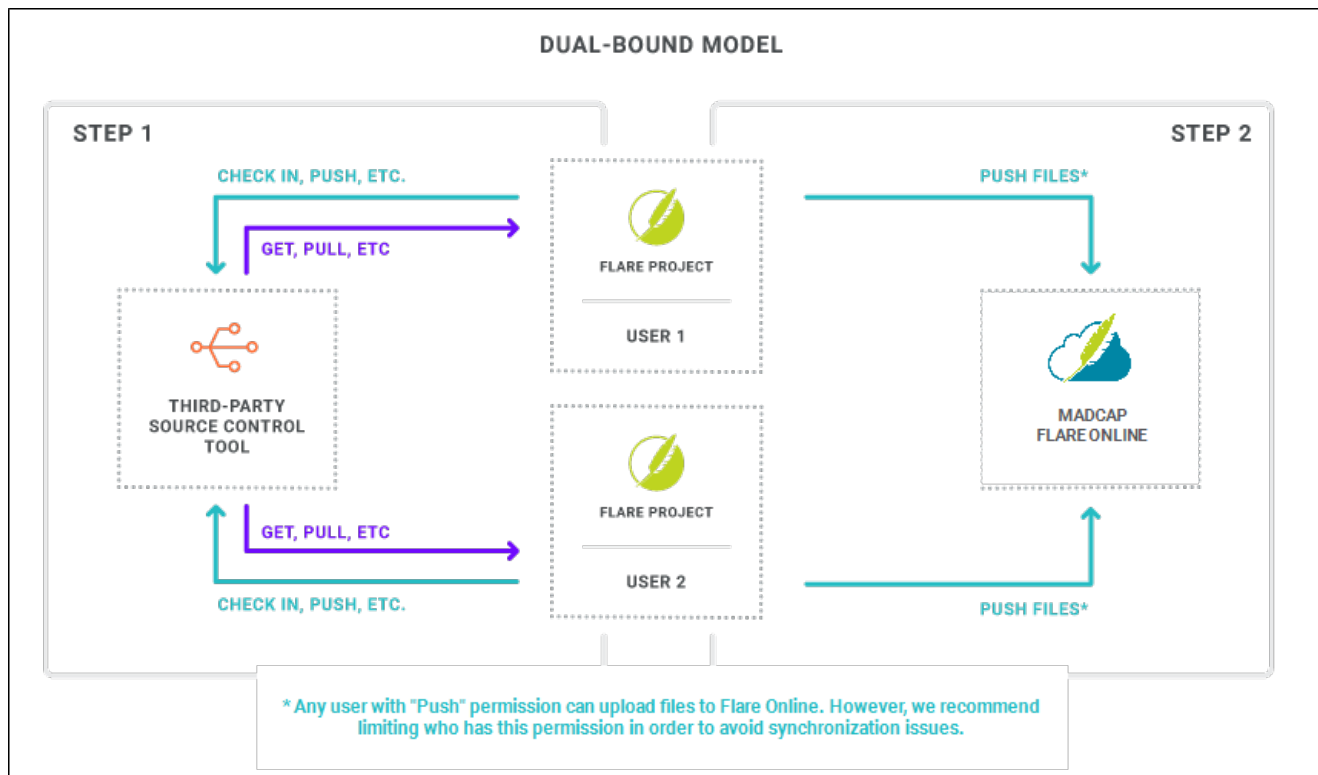 DUAL-BOUND MODEL
STEP 1
STEP 2
CHECK IN, PUSH, ETC.
GET, PULL, ETC
PUSH FILES*
FLARE PROJECT
USER 1
THIRD-PARTY
SOURCE CONTROL
TOOL
MADCAP
FLARE ONLINE
FLARE PROJECT
USER 2
GET, PULL, ETC
CHECK IN, PUSH, ETC.
PUSH FILES*
* Any user with "Push" permission can upload files to Flare Online. However, we recommend
limiting who has this permission in order to avoid synchronization issues.